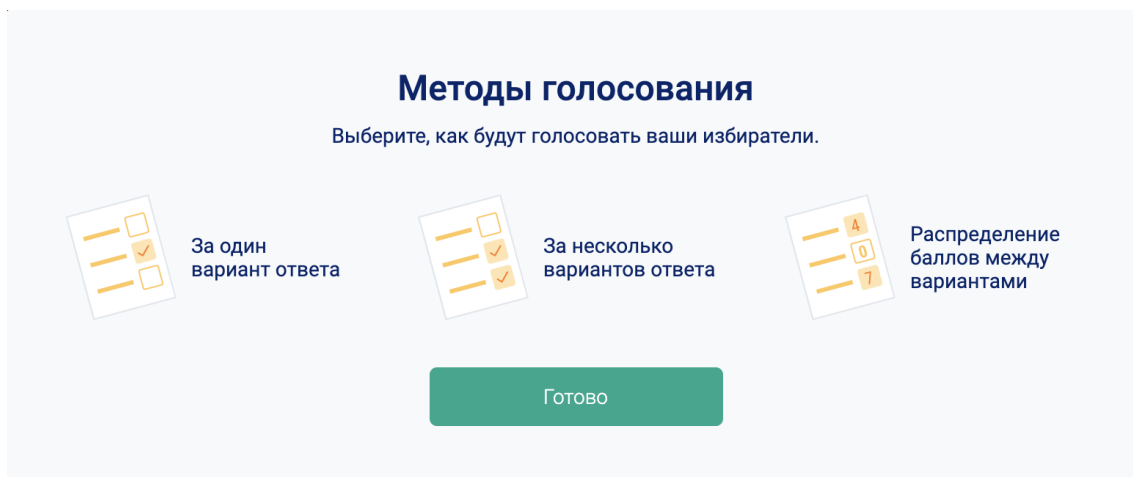 Методы голосования
Выберите, как будут голосовать ваши избиратели.
За один
вариант ответа
За несколько
вариантов ответа
4
0
7
Распределение
баллов между
вариантами
Готово